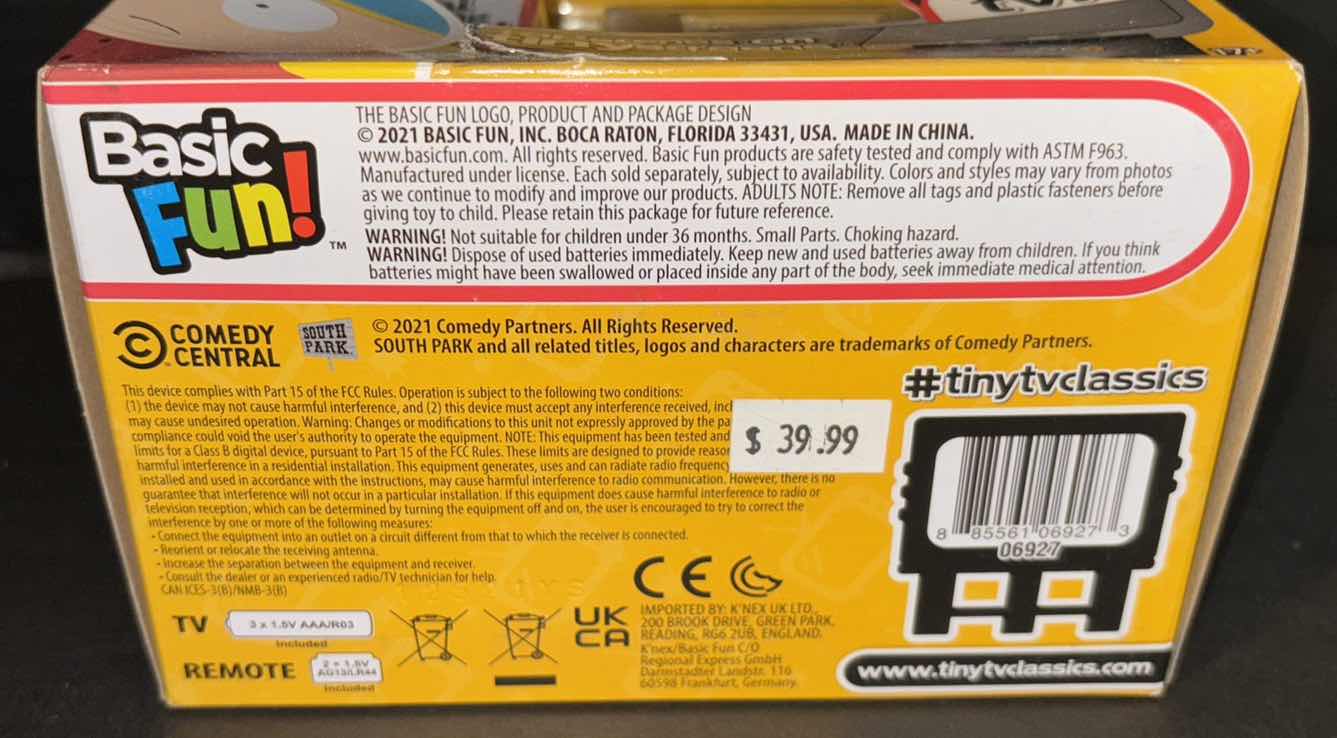 Basic
Fun!
TM
THE BASIC FUN LOGO, PRODUCT AND PACKAGE DESIGN
© 2021 BASIC FUN, INC. BOCA RATON, FLORIDA 33431, USA. MADE IN CHINA.
www.basicfun.com. All rights reserved. Basic Fun products are safety tested and comply with ASTM F963.
Manufactured under license. Each sold separately, subject to availability. Colors and styles may vary from photos
as we continue to modify and improve our products. ADULTS NOTE: Remove all tags and plastic fasteners before
giving toy to child. Please retain this package for future reference.
WARNING! Not suitable for children under 36 months. Small Parts. Choking hazard.
WARNING! Dispose of used batteries immediately. Keep new and used batteries away from children. If you think
batteries might have been swallowed or placed inside any part of the body, seek immediate medical attention.
COMEDY
CENTRAL
SOUTH
PARK
© 2021 Comedy Partners. All Rights Reserved.
SOUTH PARK and all related titles, logos and characters are trademarks of Comedy Partners.
This device complies with Part 15 of the FCC Rules. Operation is subject to the following two conditions:
(1) the device may not cause harmful interference, and (2) this device must accept any interference received,
may cause undesired operation. Warning: Changes or modifications to this unit not expressly approved by the
compliance could void the user's authority to operate the equipment. NOTE: This equipment has been tested and
limits for a Class B digital device, pursuant to Part 15 of the FCC Rules. These limits are designed to provide
harmful interference in a residential installation. This equipment generates, uses and can radiate radio frequency
installed and used in accordance with the instructions, may cause harmful interference to radio communication. However, there is no
guarantee that interference will not occur in a particular installation. If this equipment does cause harmful interference to radio or
television reception, which can be determined by turning the equipment off and on, the user is encouraged to try to correct the
interference by one or more of the following measures:
- Connect the equipment into an outlet on a circuit different from that to which the receiver is connected.
- Reorient or relocate the receiving antenna.
- Increase the separation between the equipment and receiver.
- Consult the dealer or an experienced radio/TV technician for help.
CAN ICES-3(B)/NMB-3(B)
$ 39.99
#tinytvclassics
8 85561 06927 3
06927
TV
3 x 1.5V AAA/R03
Included
REMOTE
2 x 1.5V
AG13/LR44
Included
CE
UK
CA
IMPORTED BY: K'NEX UK LTD.,
200 BROOK DRIVE, GREEN PARK,
READING, RG6 2UB, ENGLAND.
K'nex/Basic Fun C/O
Regional Express GmbH
Darmstadter Landstr. 116
60598 Frankfurt, Germany.
www.tinytvclassics.com